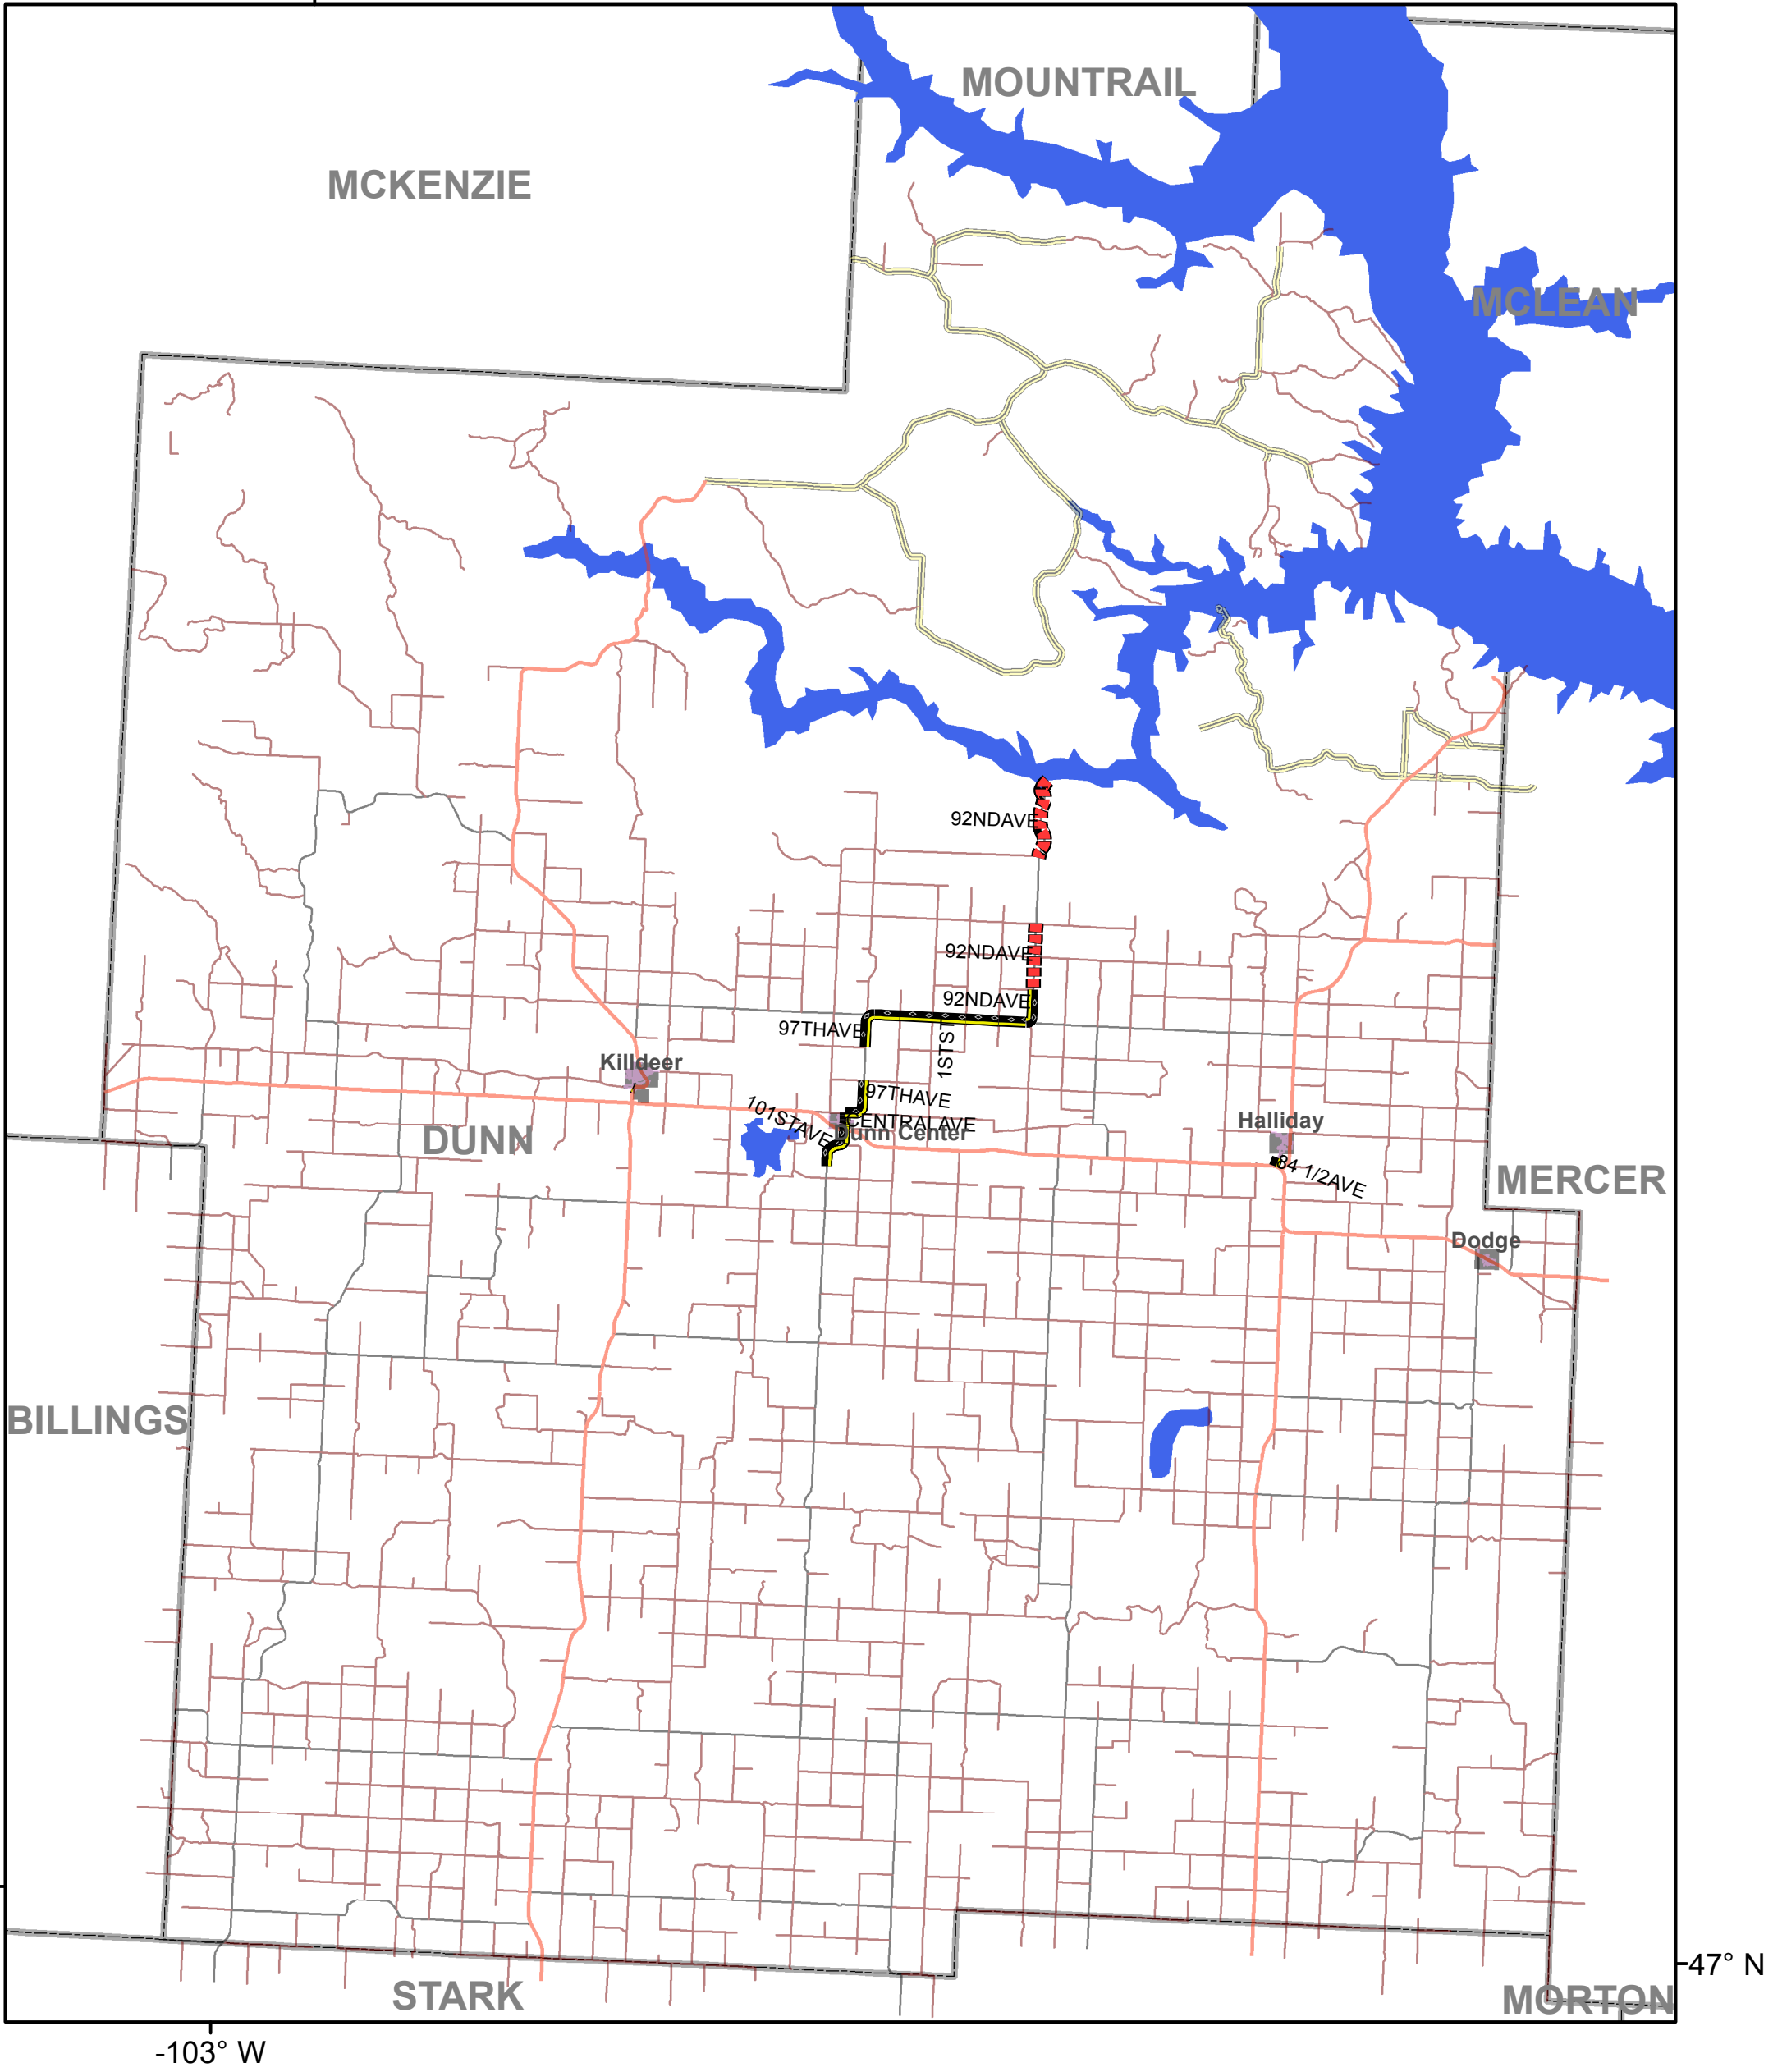 MOUNTRAIL
MCKENZIE
MCLEAN
92NDAVE
92NDAVE
92NDAVE
97THAVE
1STST
Killdeer
97THAVE
101STAVE
CENTRALAVE
Dunn Center
Halliday
DUNN
84 1/2AVE
MERCER
Dodge
BILLINGS
47° N
STARK
MORTON
-103° W